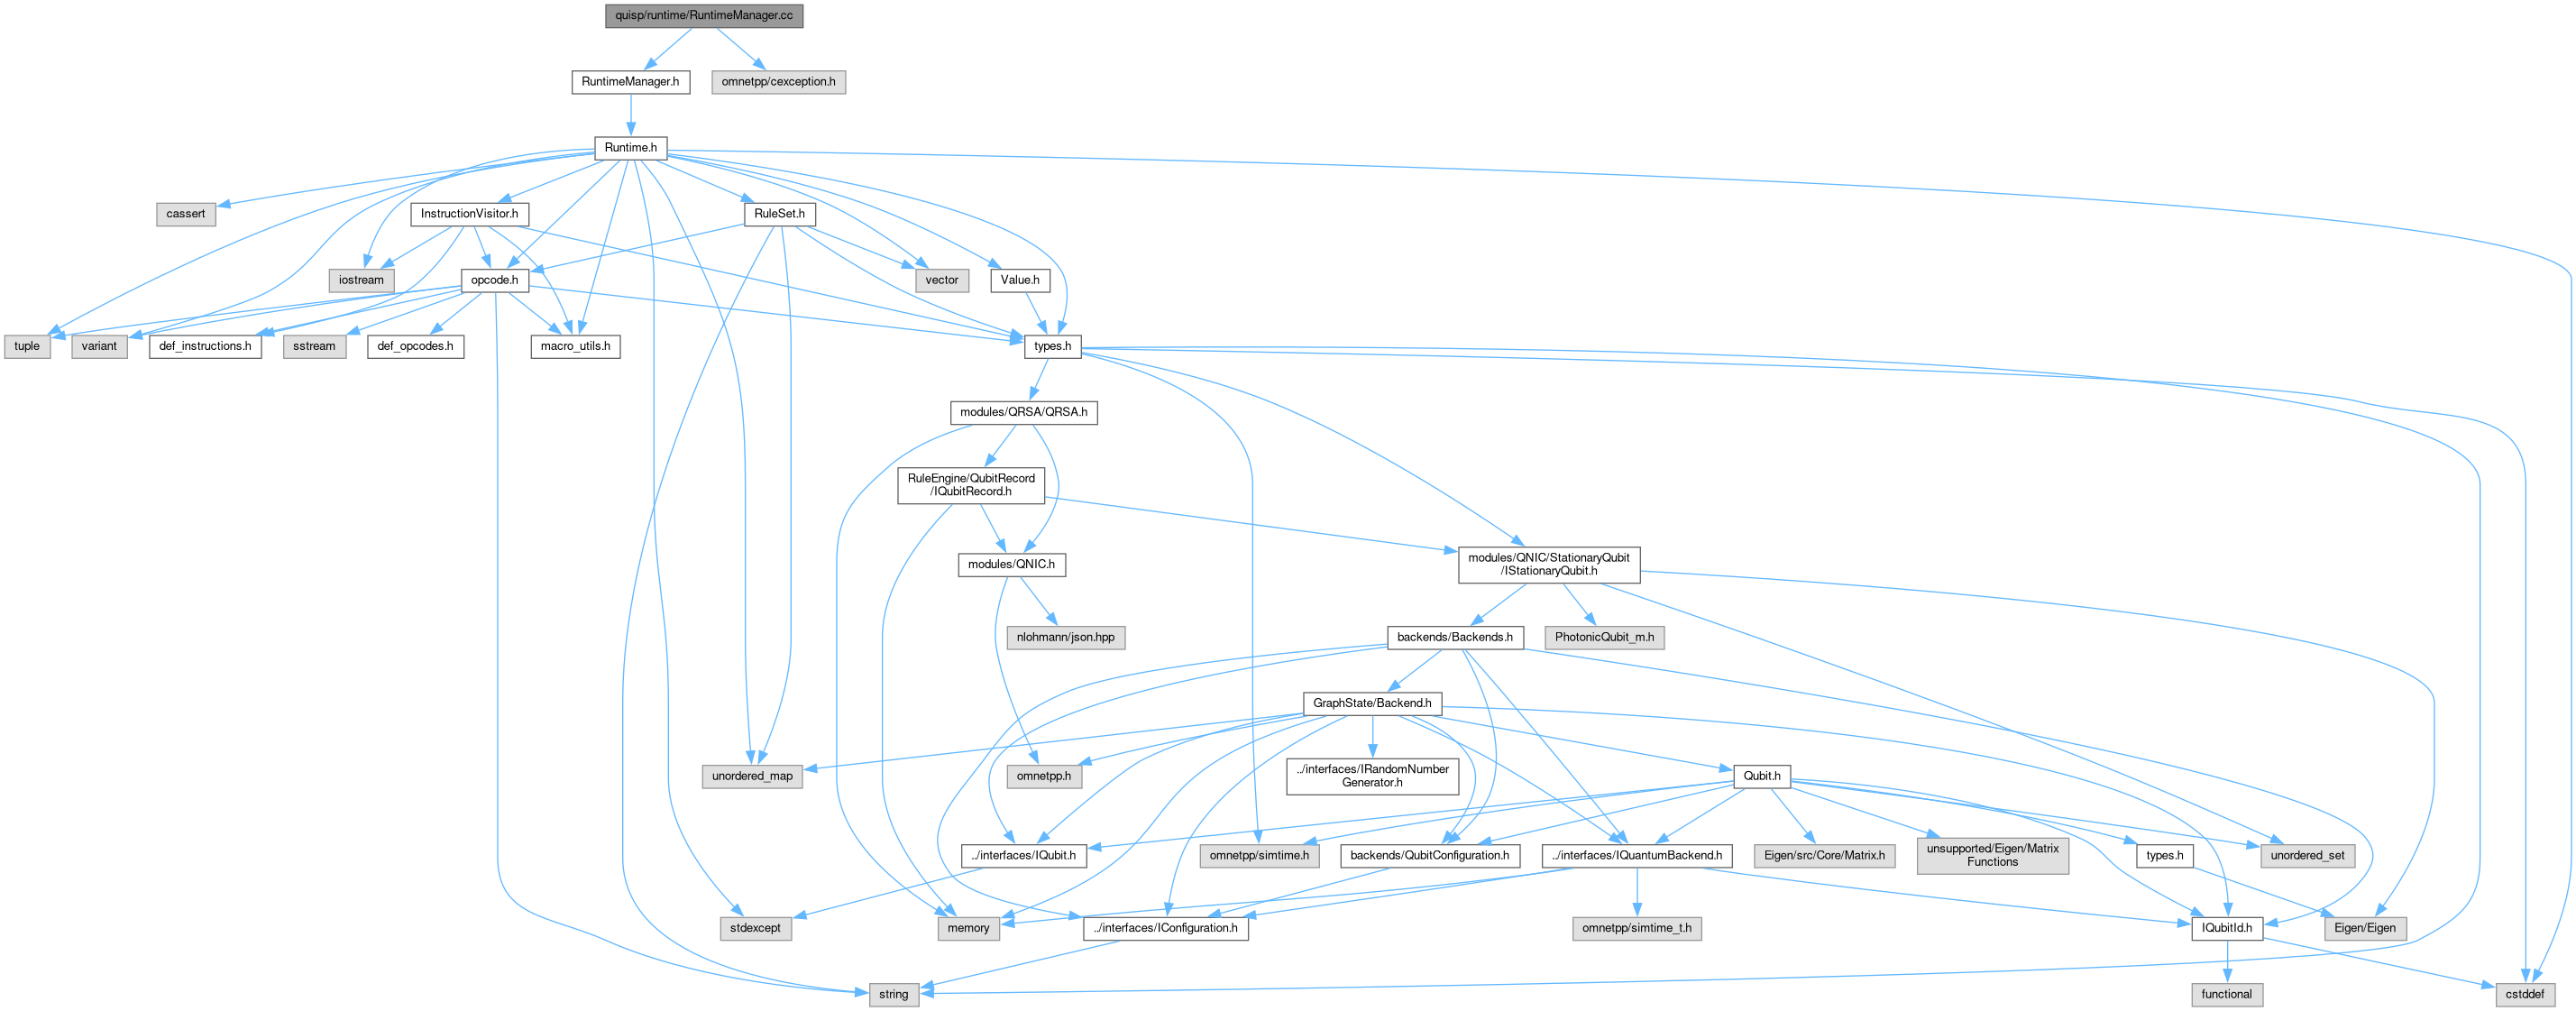 quisp/runtime/RuntimeManager.cc
RuntimeManager.h
omnetpp/cexception.h
Runtime.h
cassert
InstructionVisitor.h
RuleSet.h
iostream
opcode.h
vector
Value.h
tuple
variant
def_instructions.h
sstream
def_opcodes.h
macro_utils.h
types.h
modules/QRSA/QRSA.h
RuleEngine/QubitRecord
/IQubitRecord.h
modules/QNIC.h
modules/QNIC/StationaryQubit
/IStationaryQubit.h
nlohmann/json.hpp
backends/Backends.h
PhotonicQubit_m.h
GraphState/Backend.h
unordered_map
omnetpp.h
../interfaces/IRandomNumber
Generator.h
Qubit.h
../interfaces/IQubit.h
omnetpp/simtime.h
backends/QubitConfiguration.h
../interfaces/IQuantumBackend.h
Eigen/src/Core/Matrix.h
unsupported/Eigen/Matrix
Functions
types.h
unordered_set
stdexcept
memory
../interfaces/IConfiguration.h
omnetpp/simtime_t.h
IQubitId.h
Eigen/Eigen
string
functional
cstddef